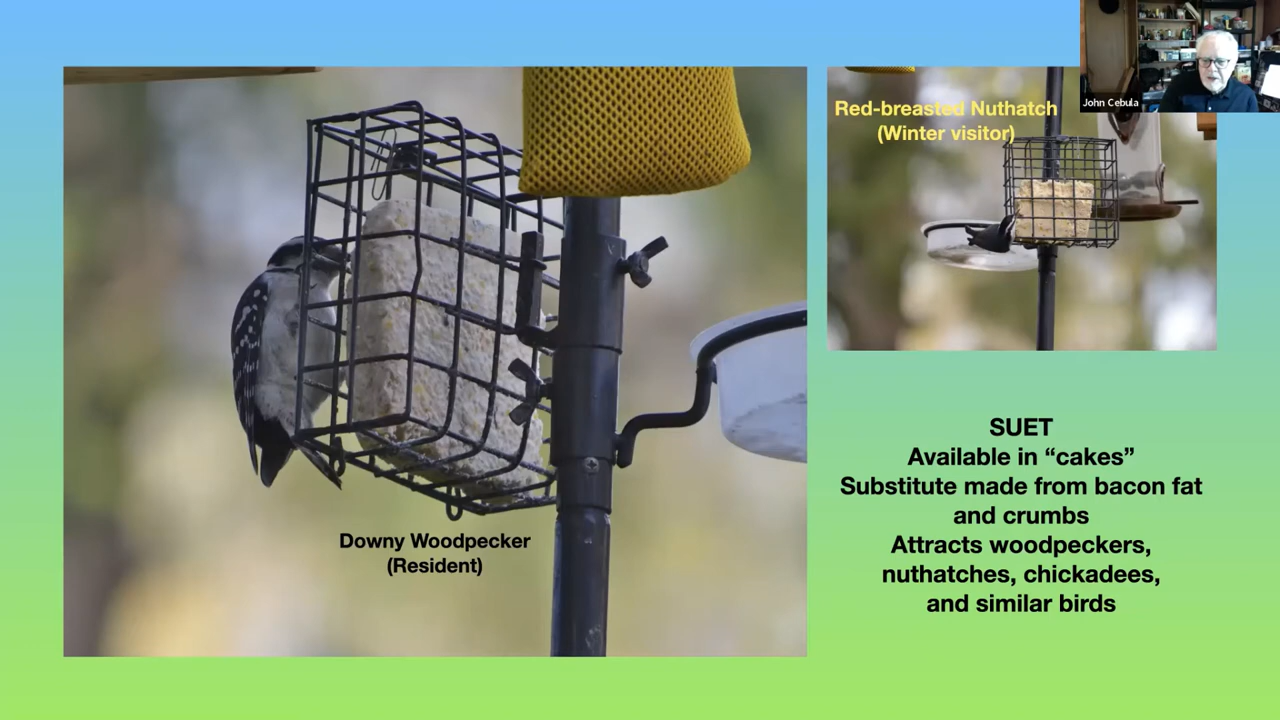 Downy Woodpecker
(Resident)
Red-breasted Nuthatch
(Winter visitor)
John Cebula
SUET
Available in “cakes”
Substitute made from bacon fat
and crumbs
Attracts woodpeckers,
nuthatches, chickadees,
and similar birds